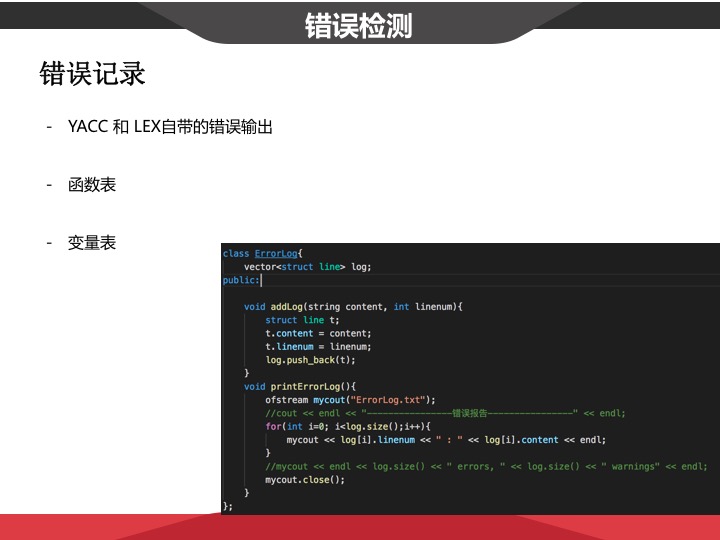 错误检测
错误记录
- YACC 和 LEX自带的错误输出
- 函数表
- 变量表
class ErrorLog{
    vector<struct line> log;
public:
    void addLog(string content, int linenum){
        struct line t;
        t.content = content;
        t.linenum = linenum;
        log.push_back(t);
    }
    void printErrorLog(){
        ofstream mycout("ErrorLog.txt");
        //cout << endl << "----------------错误报告----------------" << endl;
        for(int i=0; i<log.size();i++){
            mycout << log[i].linenum << " : " << log[i].content << endl;
        }
        //mycout << endl << log.size() << " errors, " << log.size() << " warnings" << endl;
        mycout.close();
    }
};